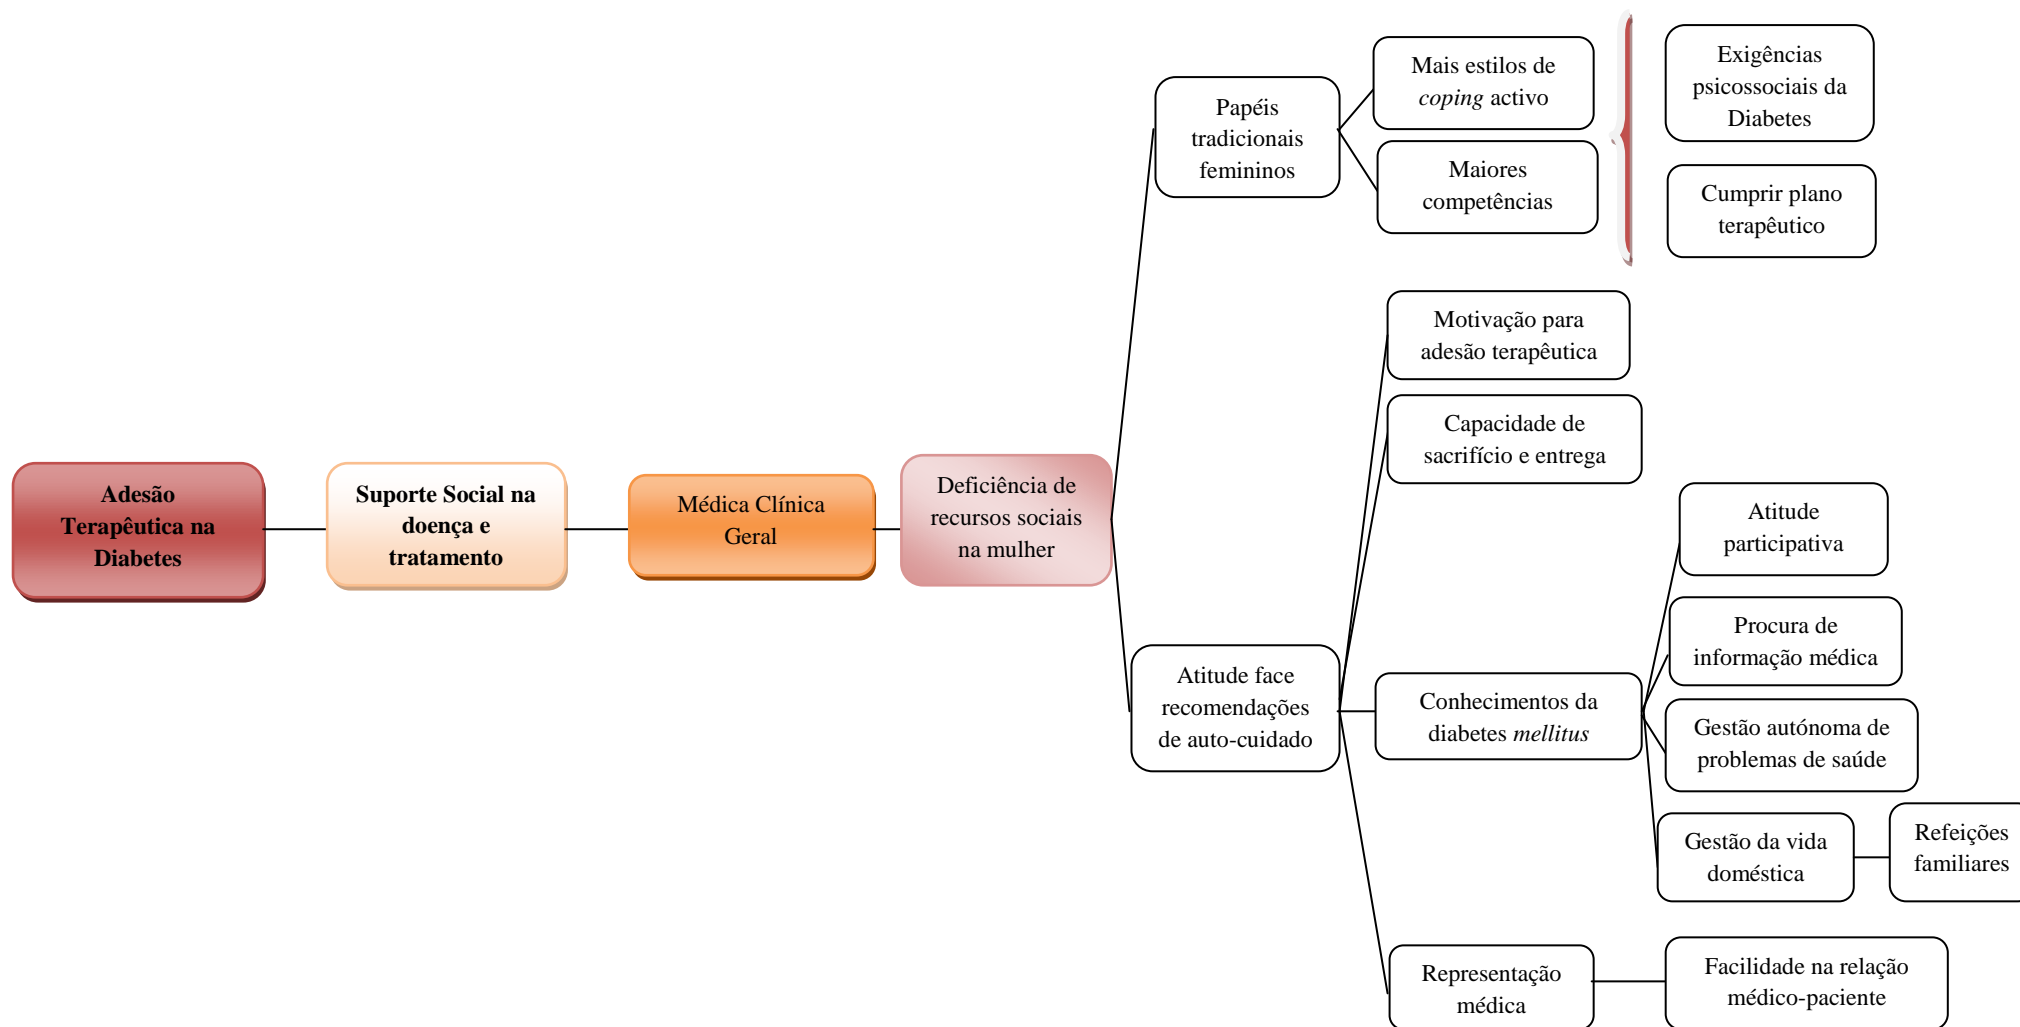 Adesão
Terapêutica na
Diabetes
Suporte Social na
doença e
tratamento
Médica Clínica
Geral
Deficiência de
recursos sociais
na mulher
Papéis
tradicionais
femininos
Mais estilos de
coping activo
Maiores
competências
Exigências
psicossociais da
Diabetes
Cumprir plano
terapêutico
Atitude face
recomendações
de auto-cuidado
Motivação para
adesão terapêutica
Capacidade de
sacrifício e entrega
Conhecimentos da
diabetes mellitus
Atitude
participativa
Procura de
informação médica
Gestão autónoma de
problemas de saúde
Gestão da vida
doméstica
Refeições
familiares
Representação
médica
Facilidade na relação
médico-paciente